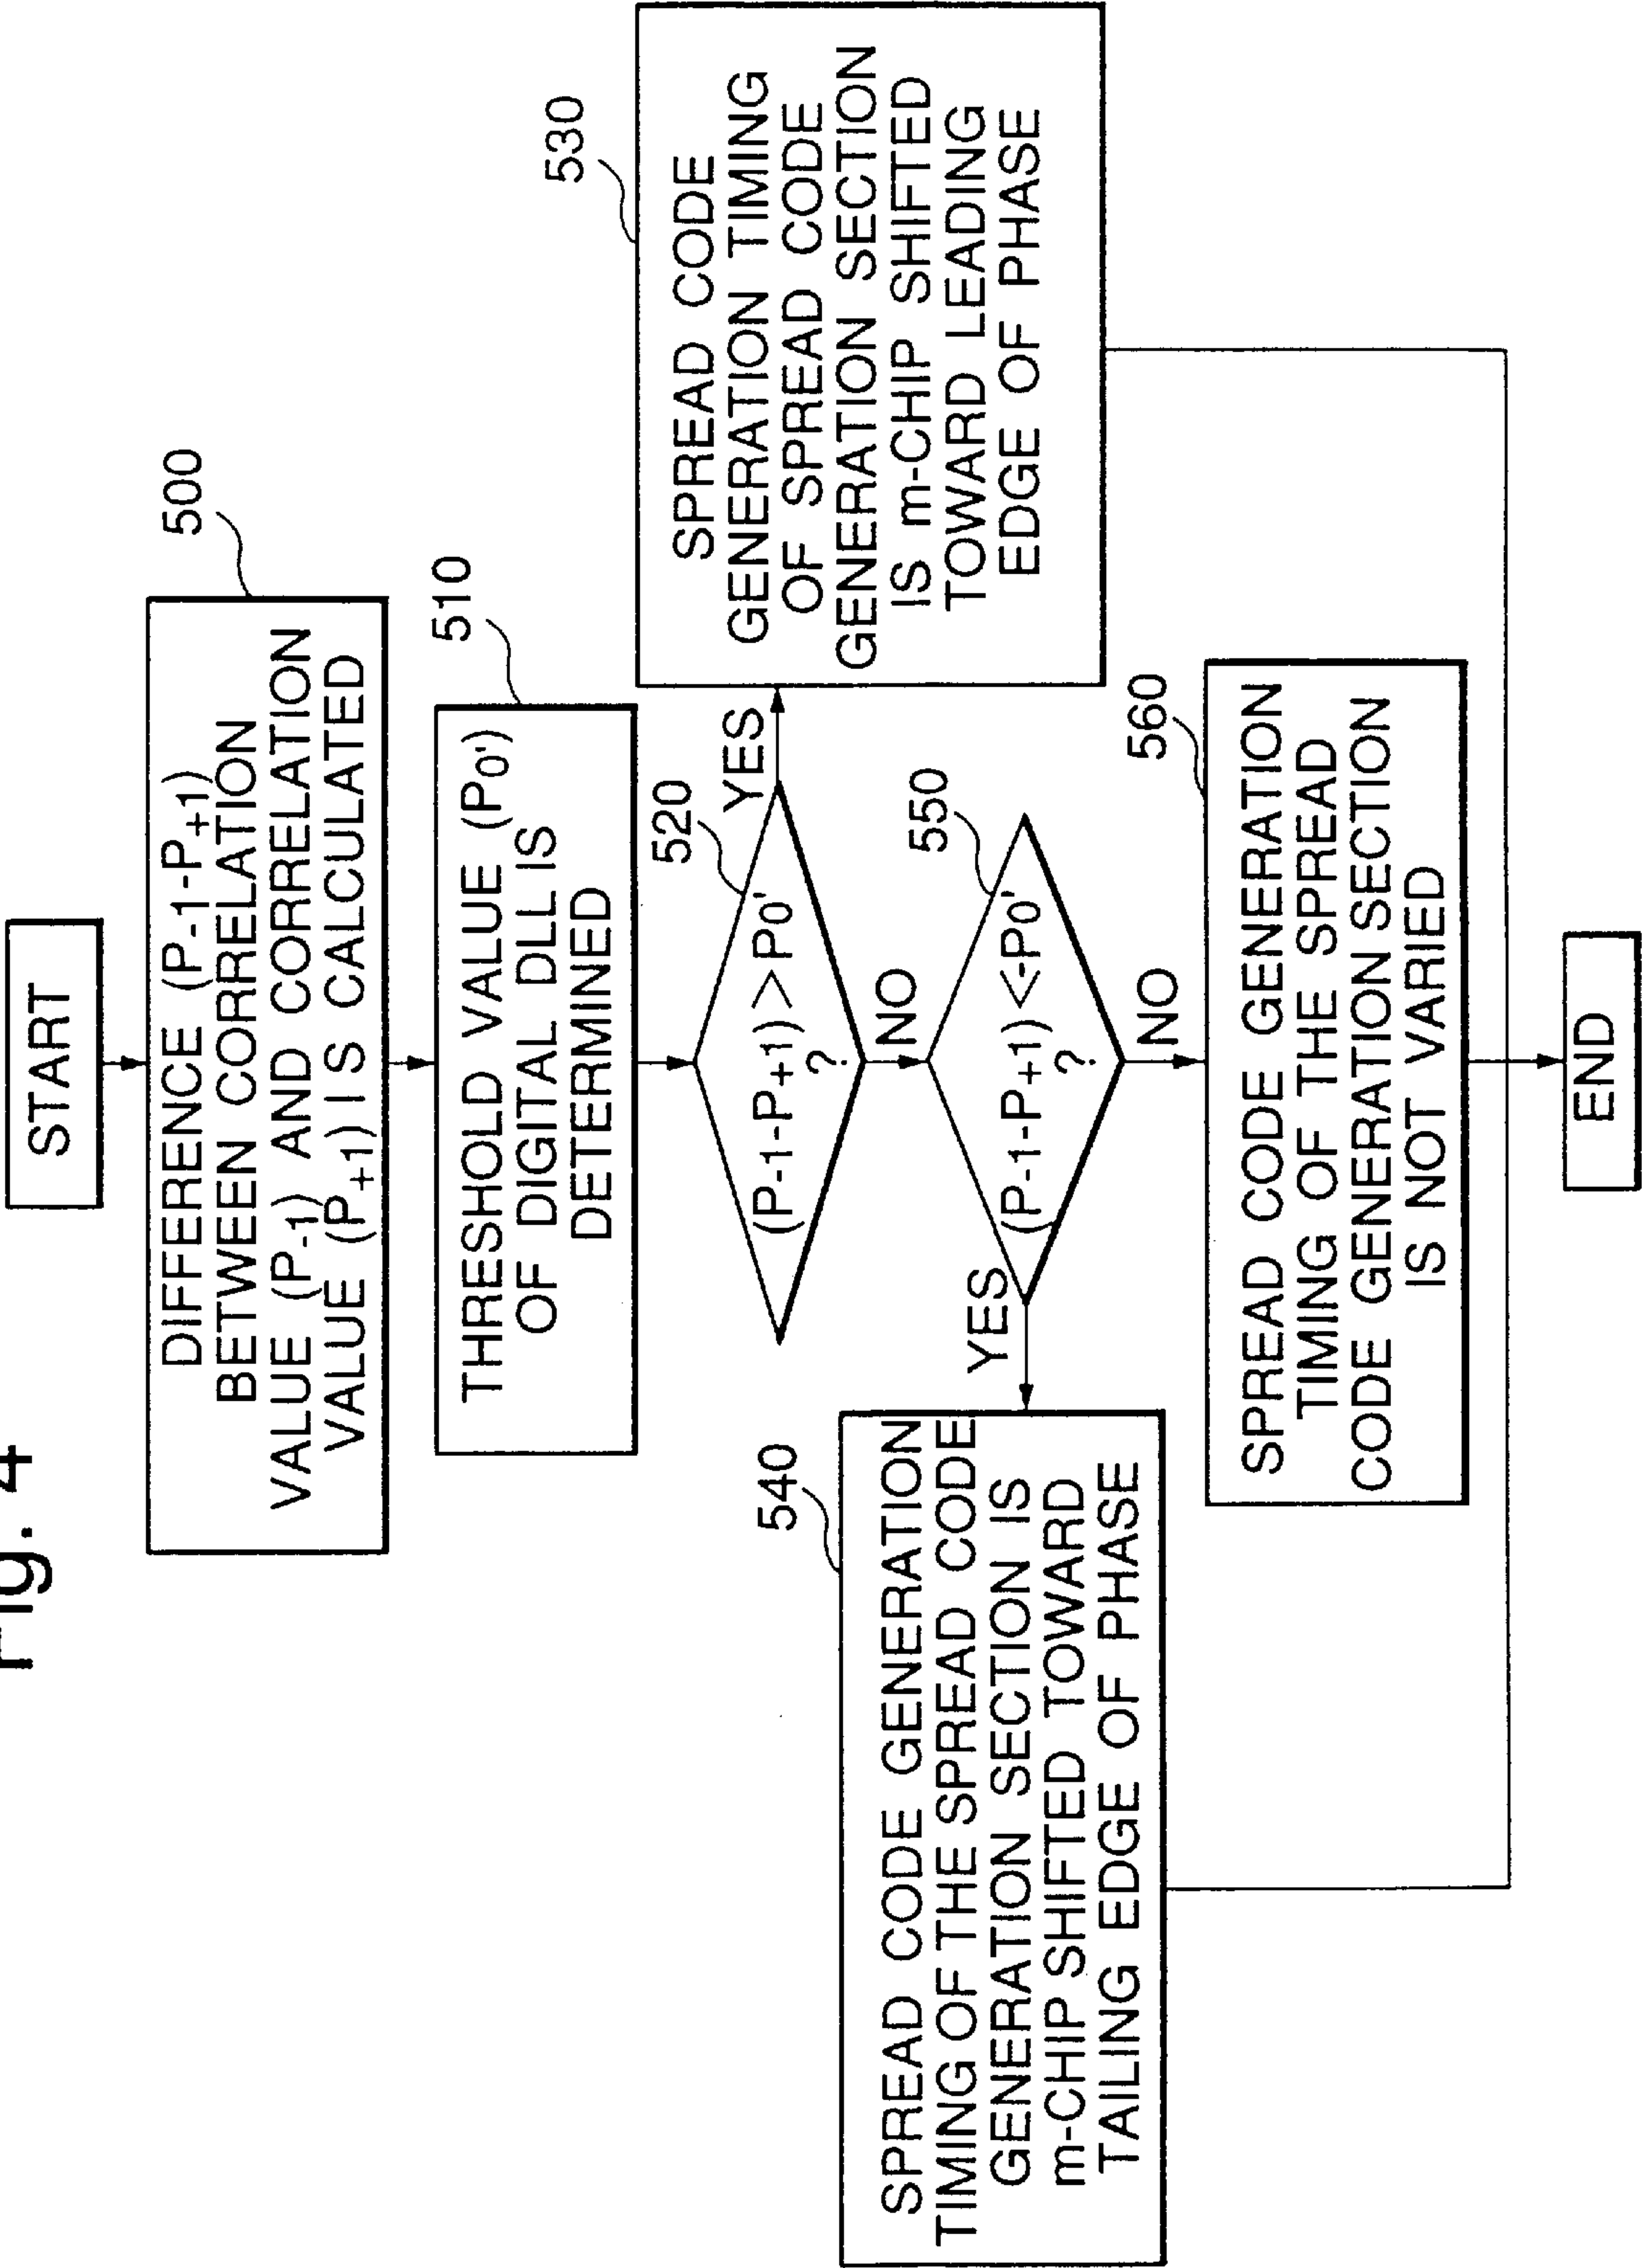 Fig. 4
START
500
DIFFERENCE (P-1-P+1)
BETWEEN CORRELATION
VALUE (P-1) AND CORRELATION
VALUE (P+1) IS CALCULATED
510
THRESHOLD VALUE (P0')
OF DIGITAL DLL IS
DETERMINED
520
(P-1-P+1) > P0'
?
YES
NO
530
SPREAD CODE
GENERATION TIMING
OF SPREAD CODE
GENERATION SECTION
IS m-CHIP SHIFTED
TOWARD LEADING
EDGE OF PHASE
550
(P-1-P+1) <-P0'
?
YES
NO
540
SPREAD CODE GENERATION
TIMING OF THE SPREAD CODE
GENERATION SECTION IS
m-CHIP SHIFTED TOWARD
TAILING EDGE OF PHASE
560
SPREAD CODE GENERATION
TIMING OF THE SPREAD
CODE GENERATION SECTION
IS NOT VARIED
END